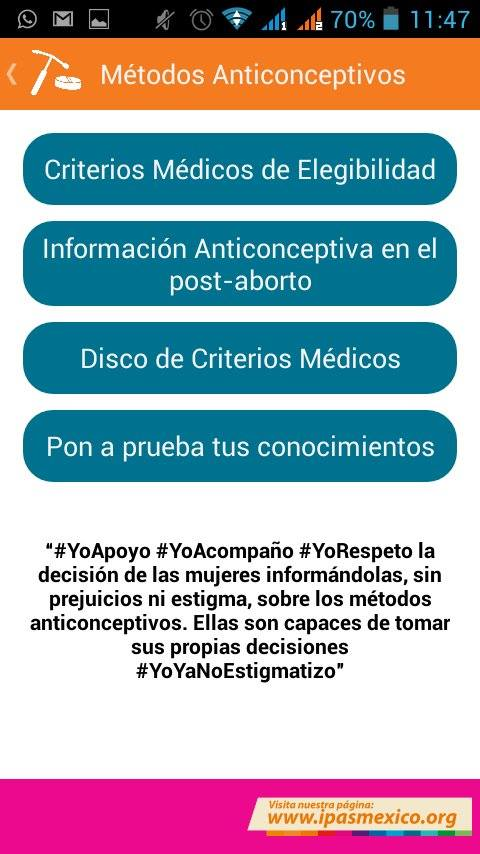 70% 11:47
Métodos Anticonceptivos
Criterios Médicos de Elegibilidad
Información Anticonceptiva en el
post-aborto
Disco de Criterios Médicos
Pon a prueba tus conocimientos
“#YoApoyo #YoAcompaño #YoRespeto la
decisión de las mujeres informándolas, sin
prejuicios ni estigma, sobre los métodos
anticonceptivos. Ellas son capaces de tomar
sus propias decisiones
#YoYaNoEstigmatizo”
Visita nuestra página:
www.ipasmexico.org